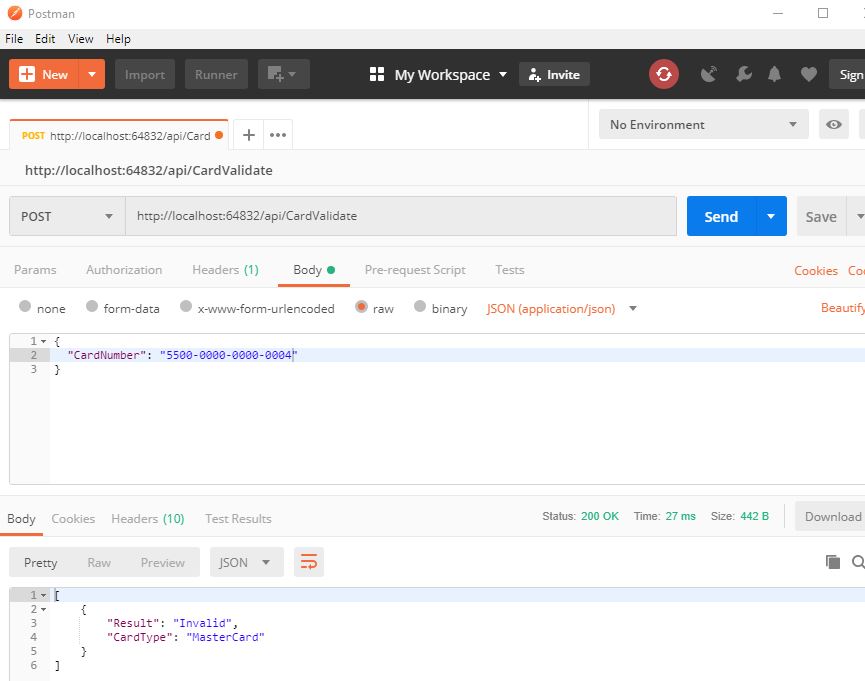 Postman
File Edit View Help
New Import Runner My Workspace Invite Sign
POST http://localhost:64832/api/Card + ••• No Environment
http://localhost:64832/api/CardValidate
POST http://localhost:64832/api/CardValidate Send Save
Params Authorization Headers (1) Body Pre-request Script Tests Cookies Co
none form-data x-www-form-urlencoded raw binary JSON (application/json) Beautify
1 {
2 "CardNumber": "5500-0000-0000-0004"
3 }
Body Cookies Headers (10) Test Results Status: 200 OK Time: 27 ms Size: 442 B Download
Pretty Raw Preview JSON
1 [
2 {
3 "Result": "Invalid",
4 "CardType": "MasterCard"
5 }
6 ]